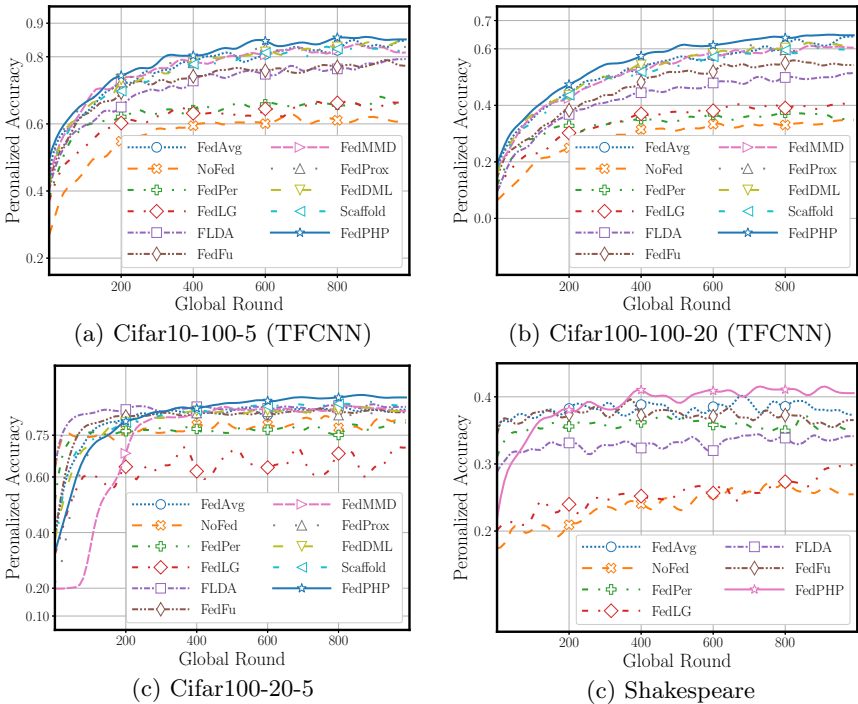 Peronalized Accuracy
0.9
0.8
0.6
0.4
0.2
FedAvg
NoFed
FedPer
FedLG
FLDA
FedFu
FedMMD
FedProx
FedDML
Scaffold
FedPHP
200 400 600 800
Global Round
(a) Cifar10-100-5 (TFCNN)
Peronalized Accuracy
0.7
0.6
0.4
0.2
0.0
FedAvg
NoFed
FedPer
FedLG
FLDA
FedFu
FedMMD
FedProx
FedDML
Scaffold
FedPHP
200 400 600 800
Global Round
(b) Cifar100-100-20 (TFCNN)
Peronalized Accuracy
0.75
0.60
0.40
0.20
0.10
FedAvg
NoFed
FedPer
FedLG
FLDA
FedFu
FedMMD
FedProx
FedDML
Scaffold
FedPHP
200 400 600 800
Global Round
(c) Cifar100-20-5
Peronalized Accuracy
0.4
0.3
0.2
FedAvg
NoFed
FedPer
FedLG
FLDA
FedFu
FedPHP
200 400 600 800
Global Round
(c) Shakespeare